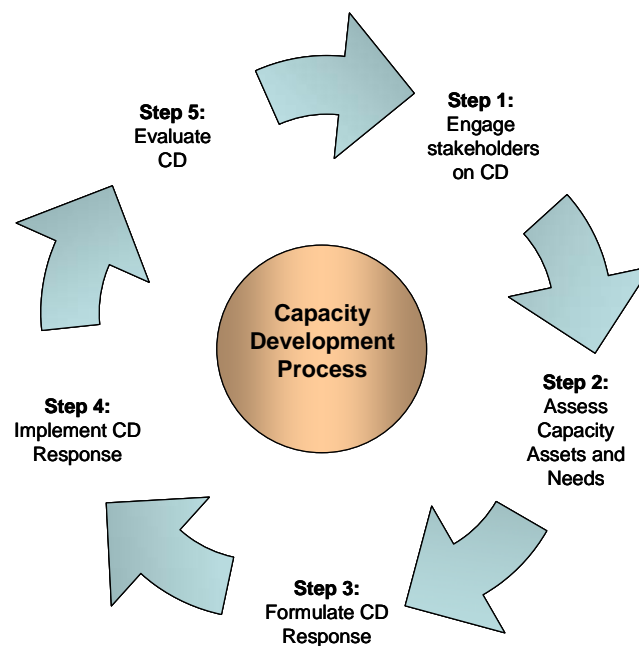 Capacity
Development
Process
Step 1:
Engage
stakeholders
on CD
Step 2:
Assess
Capacity
Assets and
Needs
Step 3:
Formulate CD
Response
Step 4:
Implement CD
Response
Step 5:
Evaluate
CD